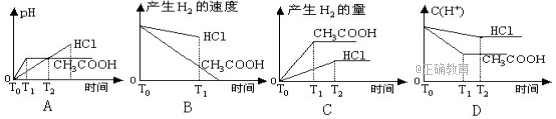 pH
HCl
CH₃COOH
0
T₀ T₁ T₂ 时间
A
产生H₂的速度
HCl
CH₃COOH
0
T₀ T₁ 时间
B
产生H₂的量
CH₃COOH
HCl
0
T₀ T₁ T₂ 时间
C
C(H⁺)
HCl
CH₃COOH
0
T₀ T₁ T₂ 时间
D
@正确教育